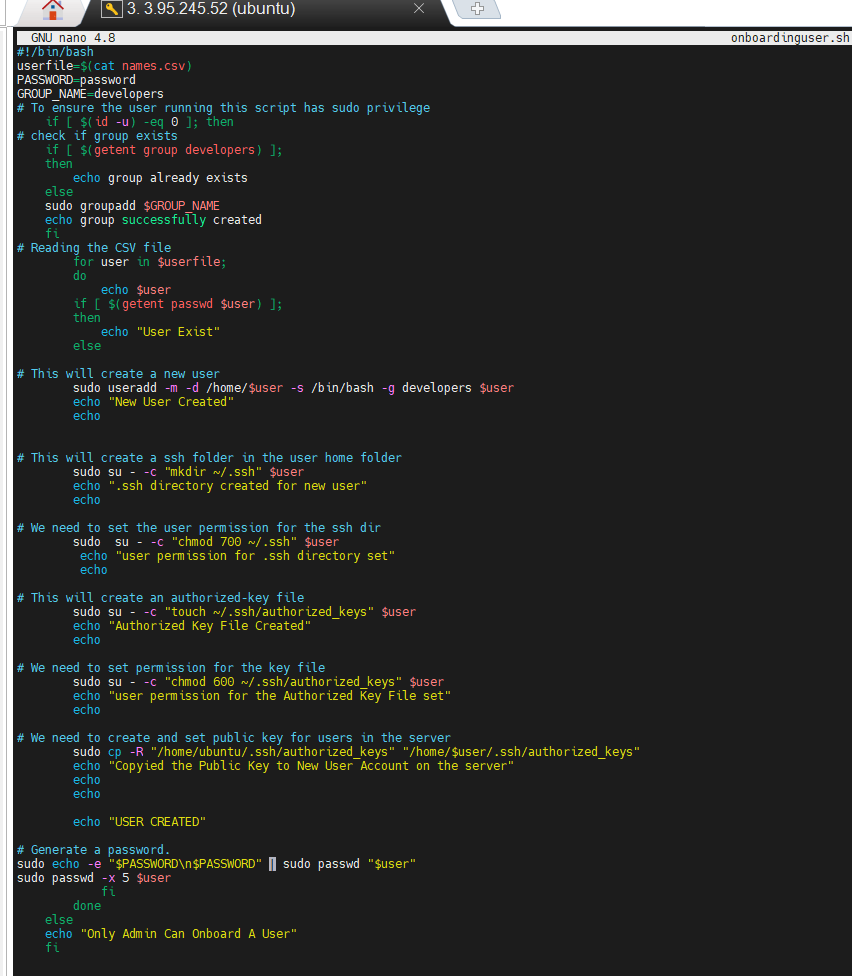 3. 3.95.245.52 (ubuntu)
GNU nano 4.8 onboardinguser.sh
#!/bin/bash
userfile=$(cat names.csv)
PASSWORD=password
GROUP_NAME=developers
# To ensure the user running this script has sudo privilege
    if [ $(id -u) -eq 0 ]; then
# check if group exists
    if [ $(getent group developers) ];
    then
        echo group already exists
    else
    sudo groupadd $GROUP_NAME
    echo group successfully created
    fi
# Reading the CSV file
        for user in $userfile;
        do
            echo $user
        if [ $(getent passwd $user) ];
        then
            echo "User Exist"
        else
# This will create a new user
        sudo useradd -m -d /home/$user -s /bin/bash -g developers $user
        echo "New User Created"
        echo
# This will create a ssh folder in the user home folder
        sudo su - -c "mkdir ~/.ssh" $user
        echo ".ssh directory created for new user"
        echo
# We need to set the user permission for the ssh dir
        sudo  su - -c "chmod 700 ~/.ssh" $user
         echo "user permission for .ssh directory set"
         echo
# This will create an authorized-key file
        sudo su - -c "touch ~/.ssh/authorized_keys" $user
        echo "Authorized Key File Created"
        echo
# We need to set permission for the key file
        sudo su - -c "chmod 600 ~/.ssh/authorized_keys" $user
        echo "user permission for the Authorized Key File set"
        echo
# We need to create and set public key for users in the server
        sudo cp -R "/home/ubuntu/.ssh/authorized_keys" "/home/$user/.ssh/authorized_keys"
        echo "Copyied the Public Key to New User Account on the server"
        echo
        echo
        echo "USER CREATED"
# Generate a password.
sudo echo -e "$PASSWORD\n$PASSWORD" | sudo passwd "$user"
sudo passwd -x 5 $user
            fi
        done
    else
    echo "Only Admin Can Onboard A User"
    fi